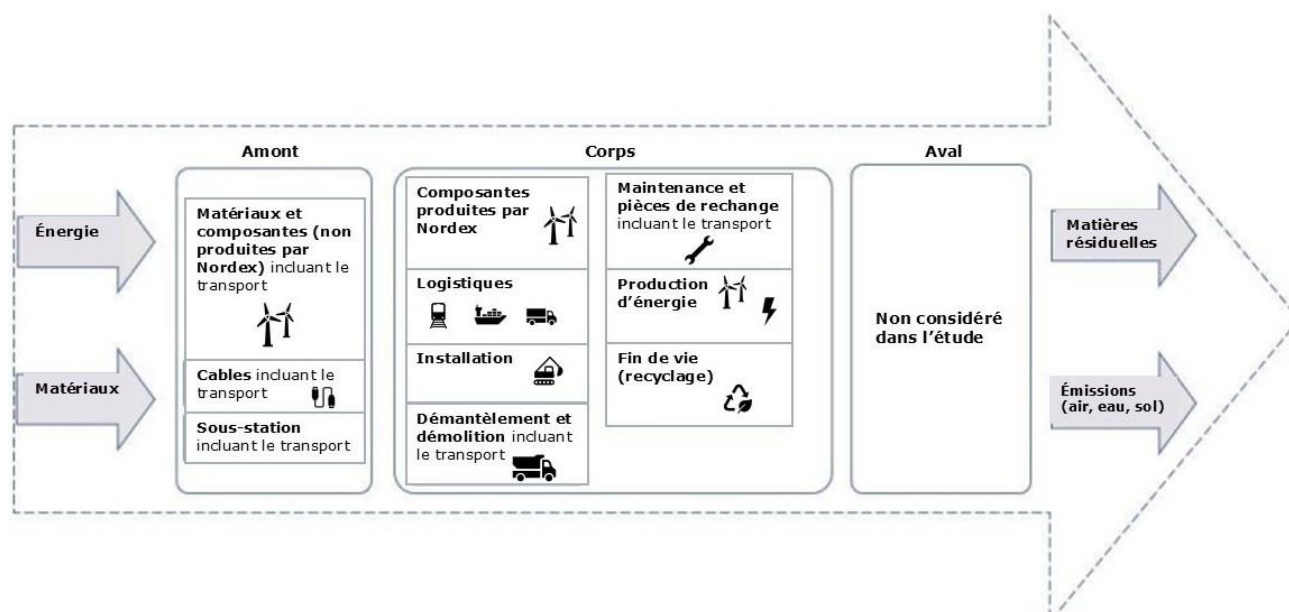 Amont
Corps
Aval
Énergie
Matériaux
Matériaux et
composantes (non
produites par
Nordex) incluant le
transport
Cables incluant le
transport
Sous-station
incluant le transport
Composantes
produites par
Nordex
Logistiques
Installation
Démantèlement et
démolition incluant
le transport
Maintenance et
pièces de rechange
incluant le transport
Production
d’énergie
Fin de vie
(recyclage)
Non considéré
dans l’étude
Matières
résiduelles
Émissions
(air, eau, sol)